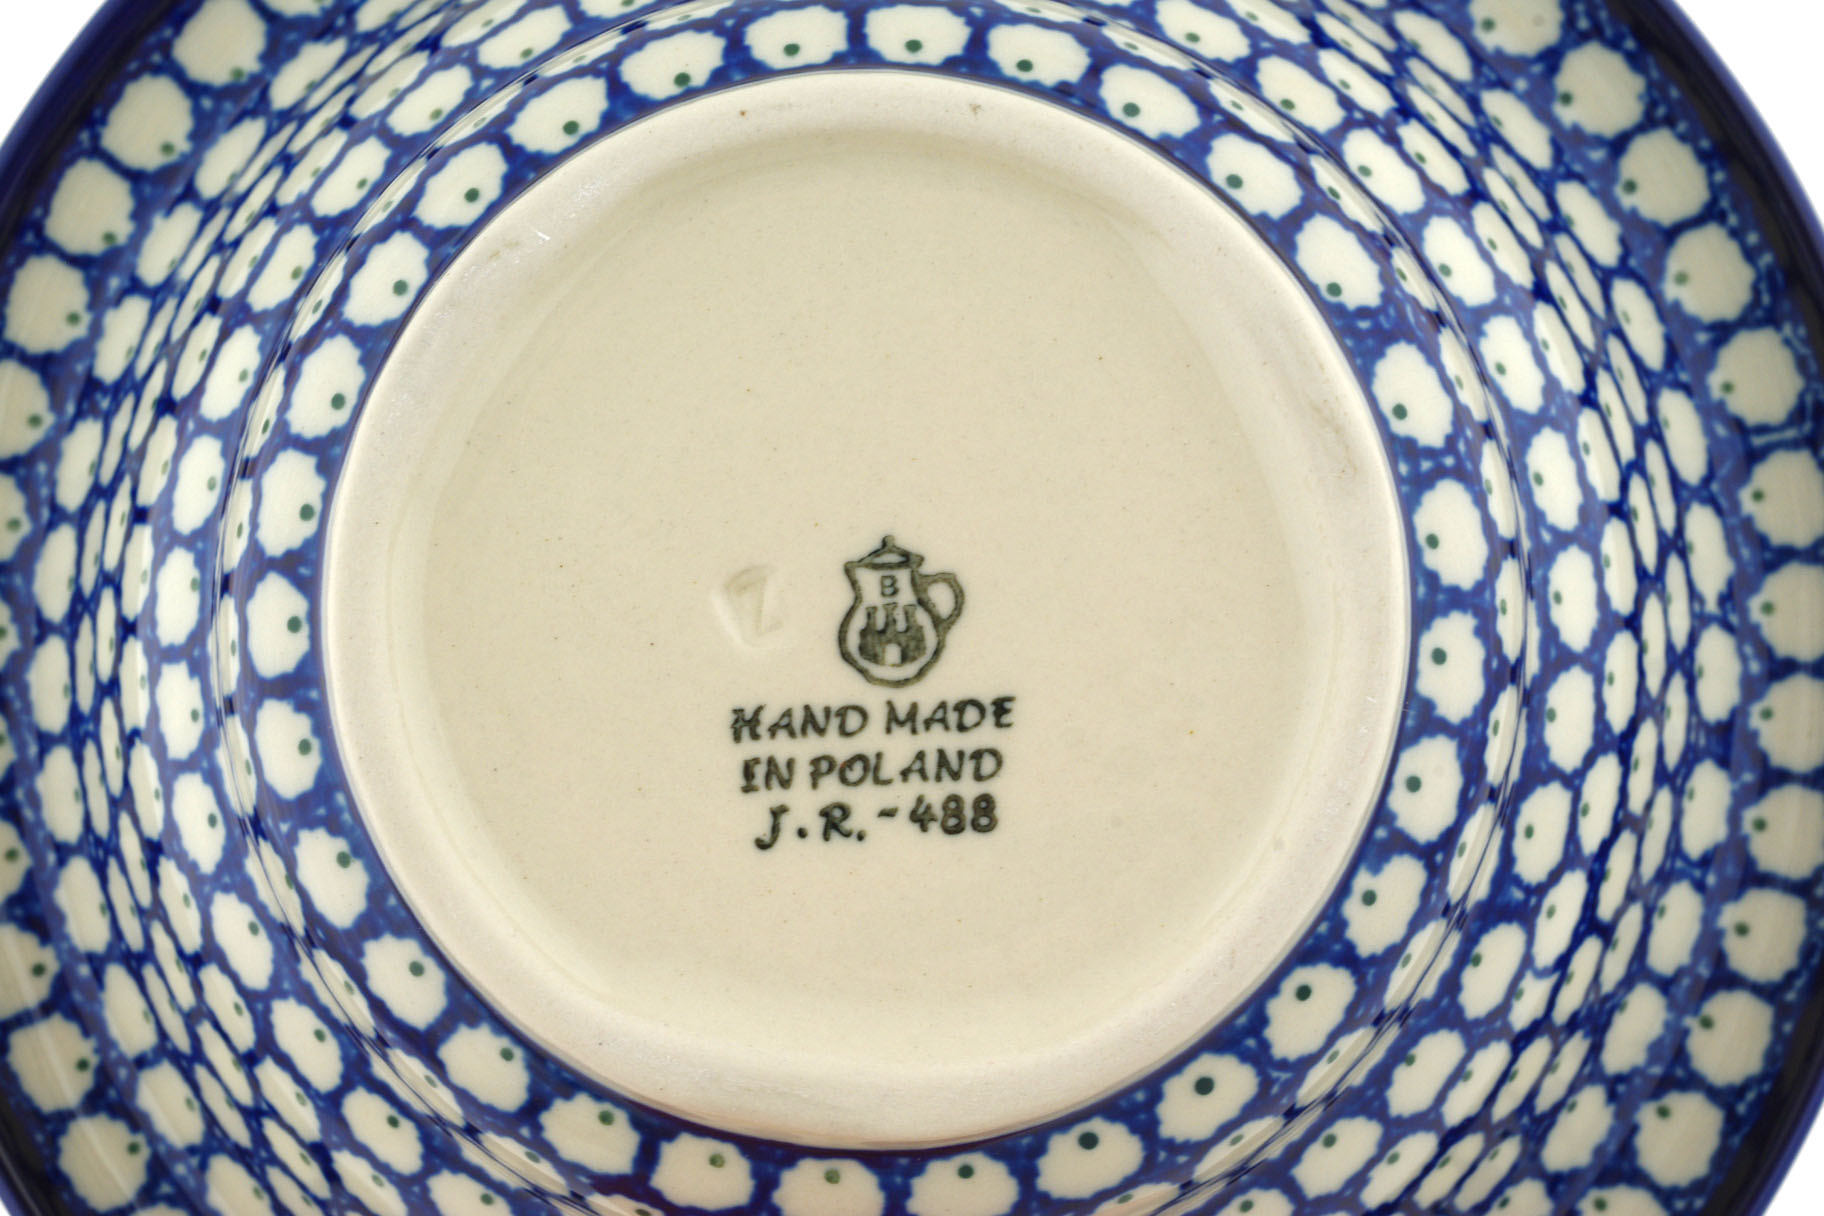 B
Z
HAND MADE
IN POLAND
J.R.-488